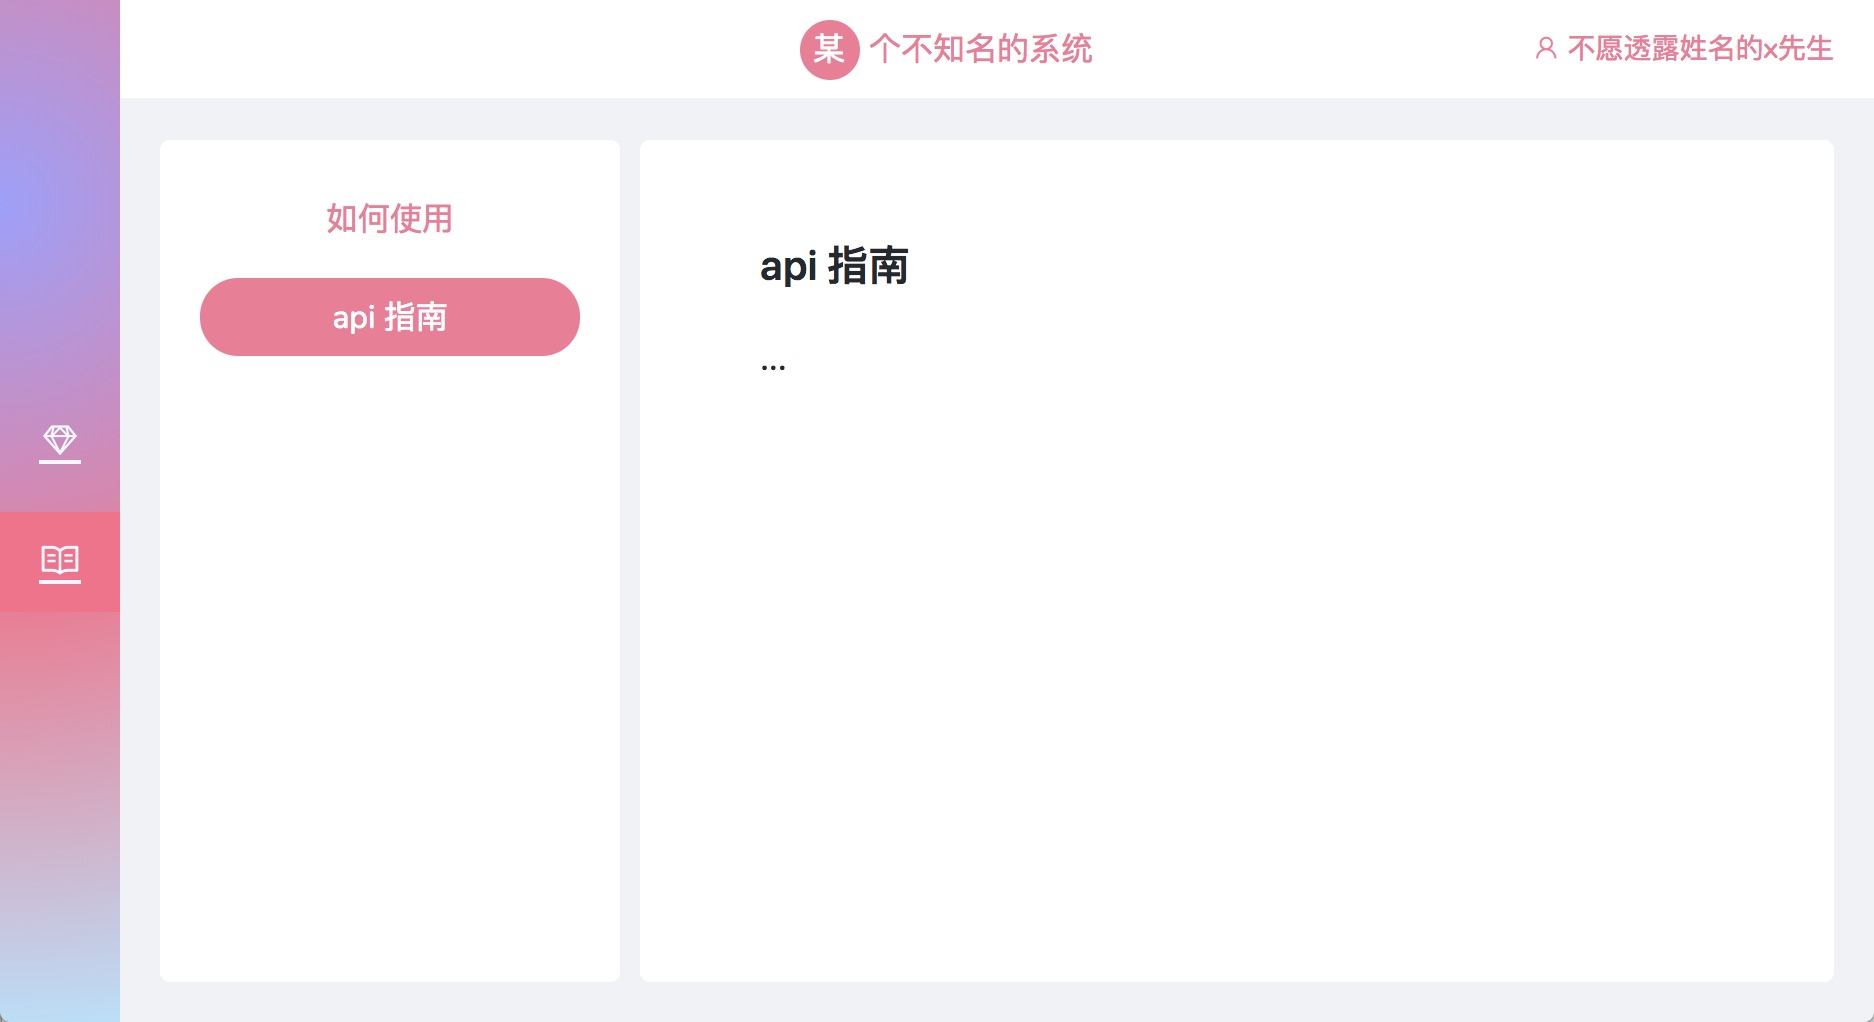 某 个不知名的系统
不愿透露姓名的x先生
如何使用
api 指南
api 指南
...